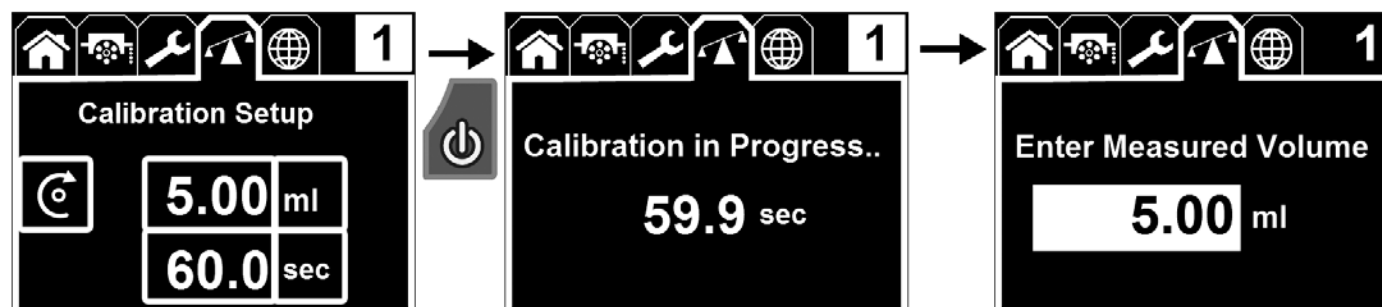 1
Calibration Setup
5.00 ml
60.0 sec
1
Calibration in Progress..
59.9 sec
1
Enter Measured Volume
5.00 ml